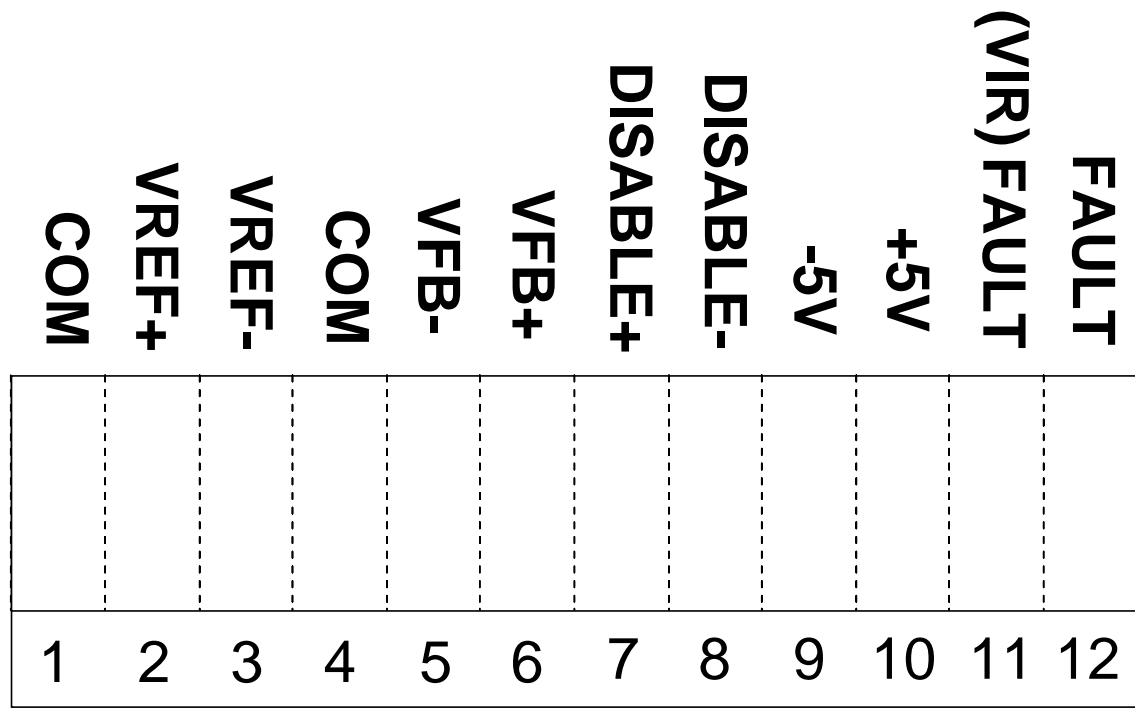 COM
VREF+
VREF-
COM
VFB-
VFB+
DISABLE+
DISABLE-
-5V
+5V
(VIR) FAULT
FAULT
1 2 3 4 5 6 7 8 9 10 11 12